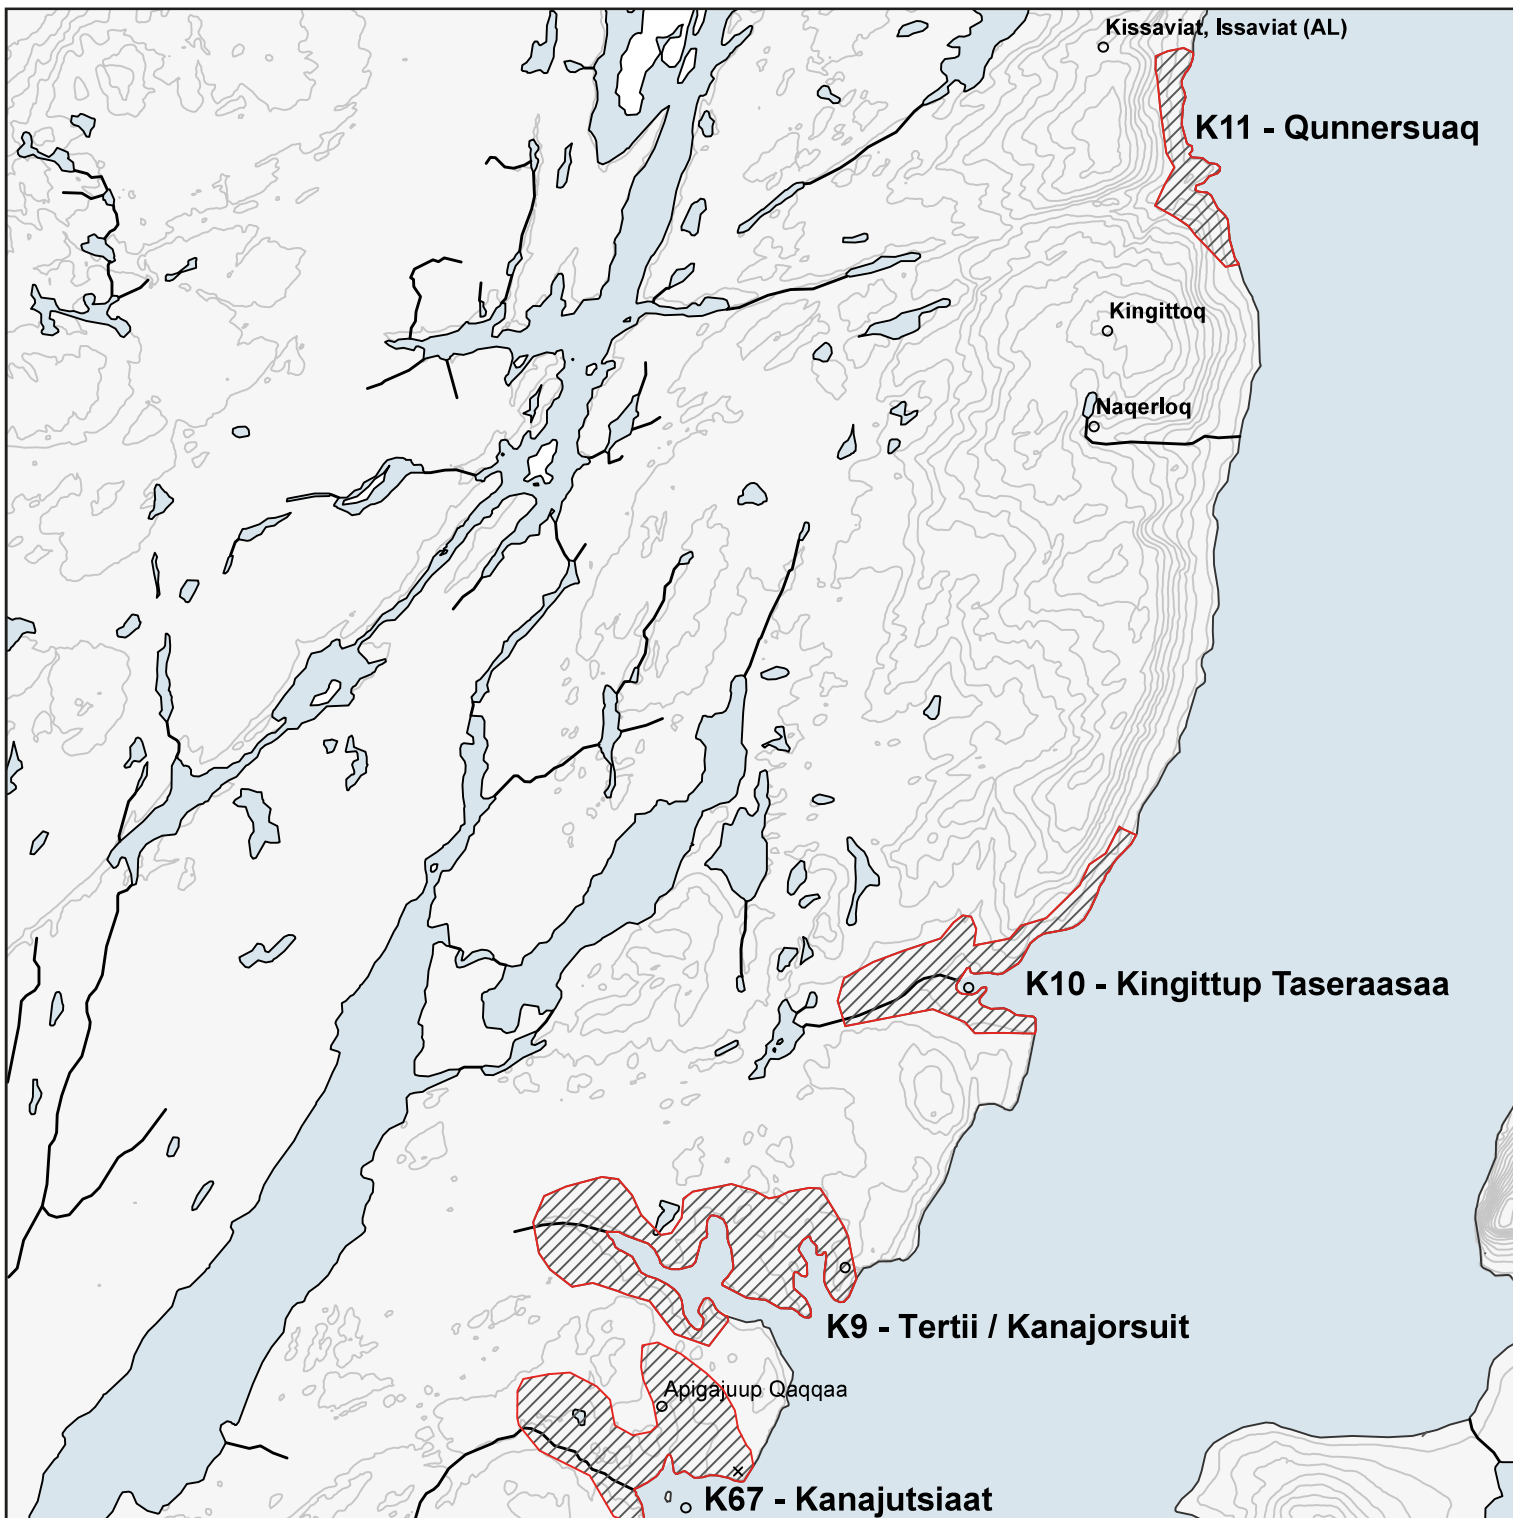 Kissaviat, Issaviat (AL)
K11 - Qunnersuaq
Kingittoq
Naqerloq
K10 - Kingittup Taseraasaa
K9 - Tertii / Kanajorsuit
Apigajuup Qaqqaa
K67 - Kanajutsiaat